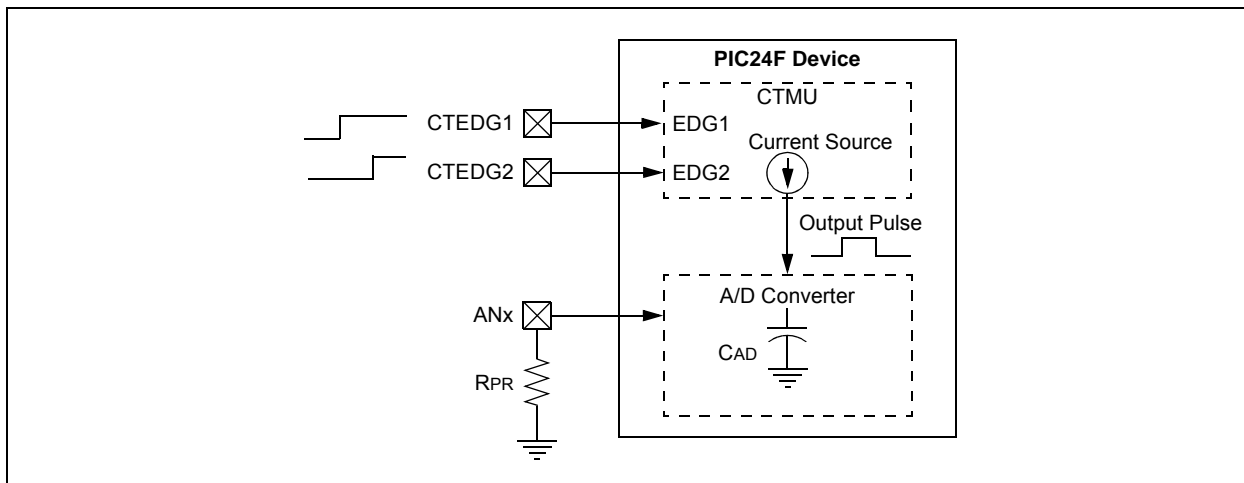 PIC24F Device
CTMU
CTEDG1
EDG1
Current Source
CTEDG2
EDG2
Output Pulse
A/D Converter
ANx
CAD
RPR